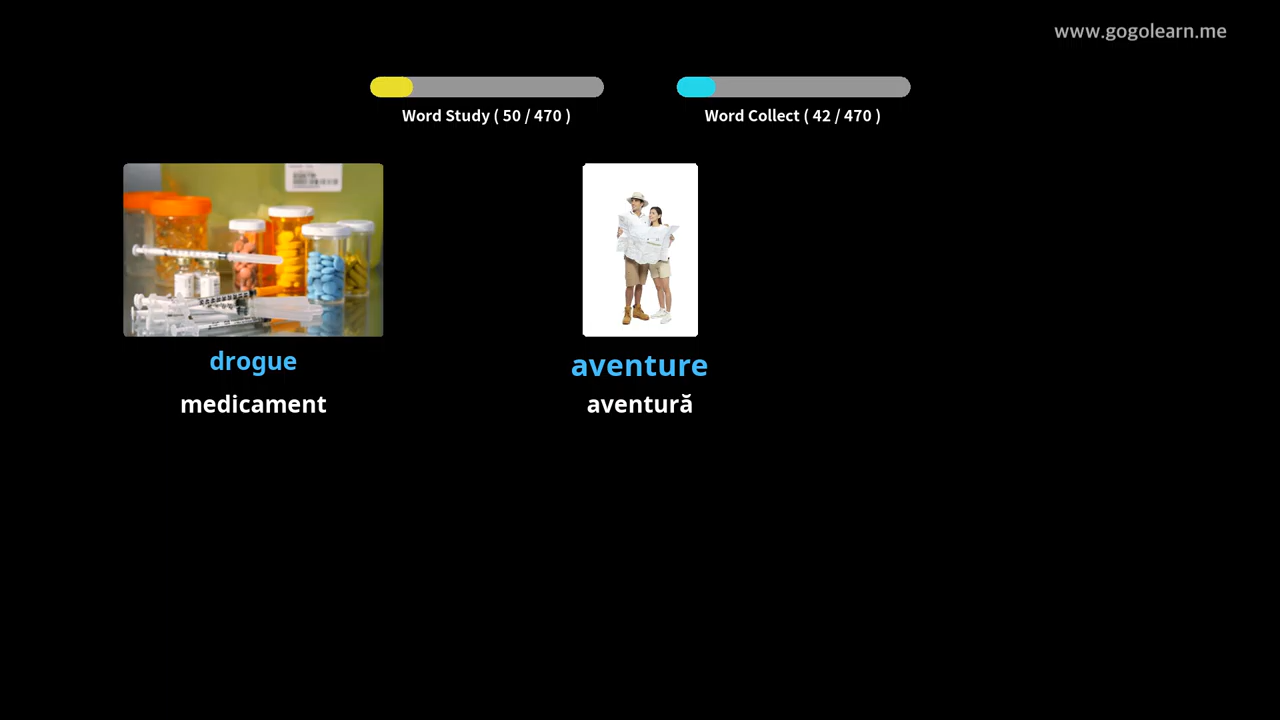 www.gogolearn.me
Word Study ( 50 / 470 )
Word Collect ( 42 / 470 )
drogue
medicament
aventure
aventură